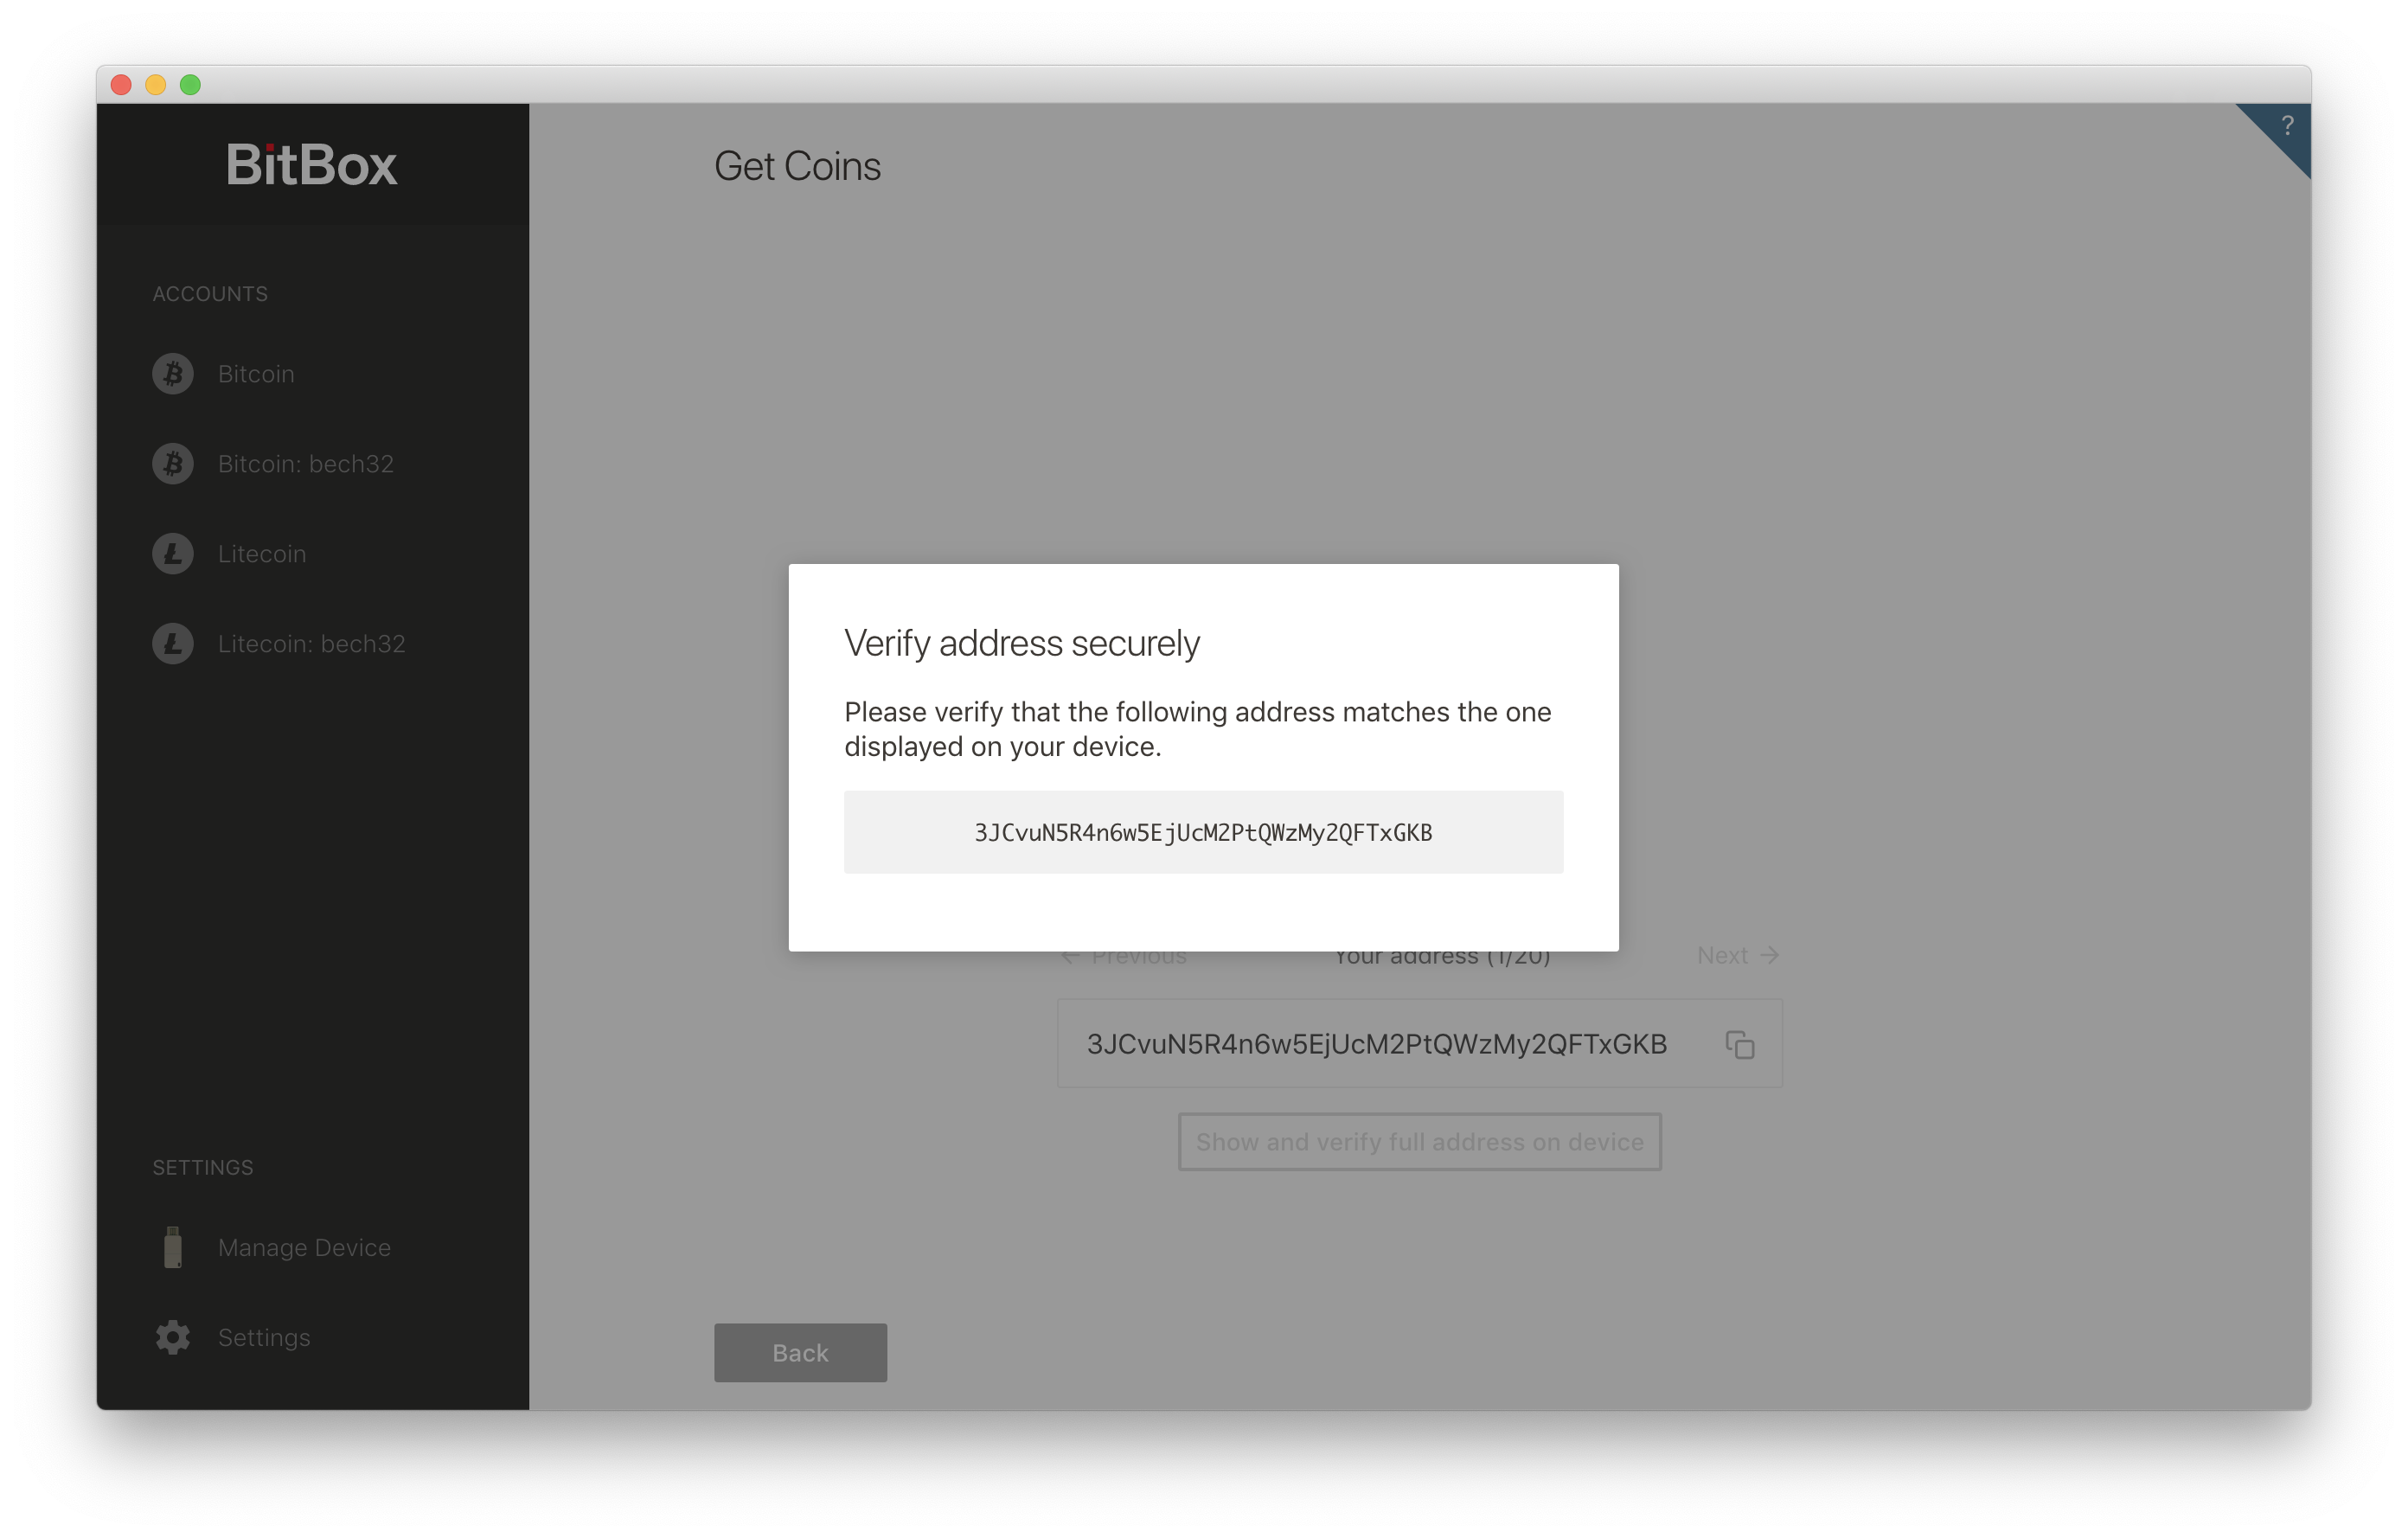 BitBox
Get Coins
?
ACCOUNTS
Bitcoin
Bitcoin: bech32
Litecoin
Litecoin: bech32
Verify address securely
Please verify that the following address matches the one
displayed on your device.
3JCvuN5R4n6w5EjUcM2PtQWzMy2QFTxGKB
← Previous
Your address (1/20)
Next →
3JCvuN5R4n6w5EjUcM2PtQWzMy2QFTxGKB
Show and verify full address on device
SETTINGS
Manage Device
Settings
Back